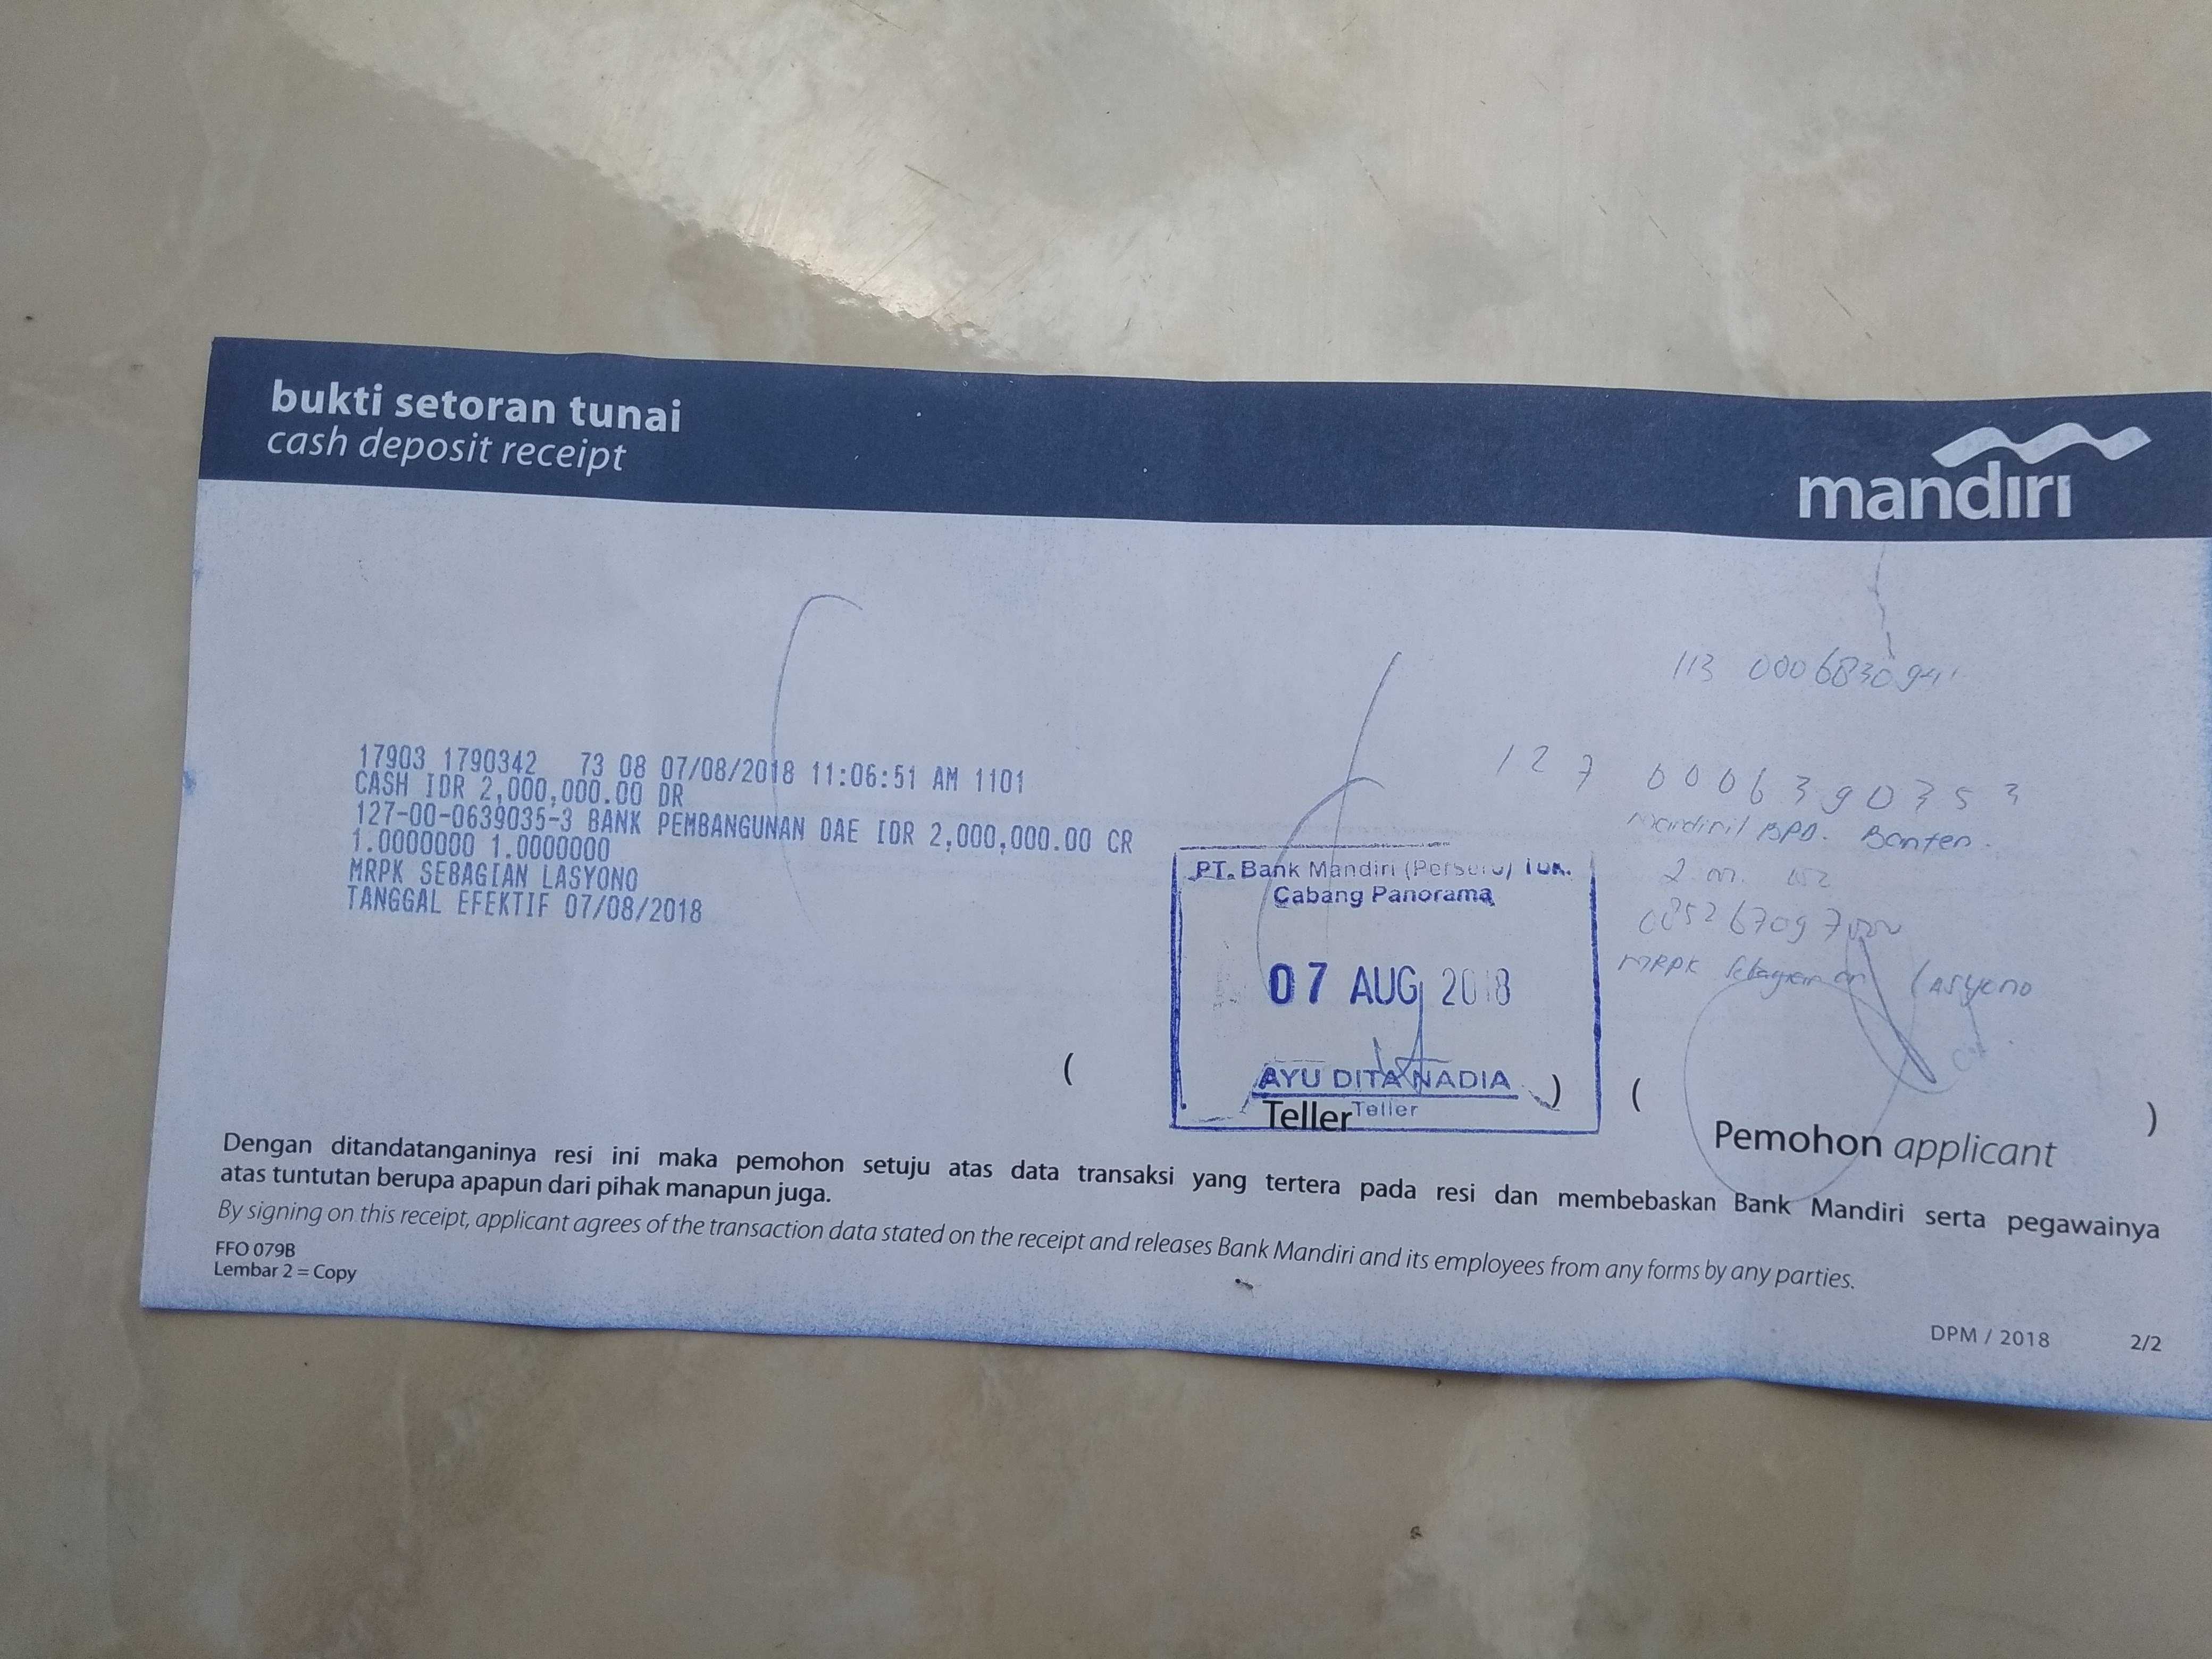 bukti setoran tunai
cash deposit receipt
mandiri
113 000683094
17903 1790342 73 08 07/08/2018 11:06:51 AM 1101
CASH IDR 2,000,000.00 DR
127-00-0639035-3 BANK PEMBANGUNAN DAE IDR 2,000,000.00 CR
1.0000000 1.0000000
MRPK SEBAGIAN LASYONO
TANGGAL EFEKTIF 07/08/2018
127 0006390353
Mandiri BPD. Banten.
MRPK Sebagian an Lasyono
PT. Bank Mandiri (Persero) Tbk.
Cabang Panorama
07 AUG 2018
AYU DITA NADIA
Teller
( Teller ) ( Pemohon applicant )
Dengan ditandatanganinya resi ini maka pemohon setuju atas data transaksi yang tertera pada resi dan membebaskan Bank Mandiri serta pegawainya
atas tuntutan berupa apapun dari pihak manapun juga.
By signing on this receipt, applicant agrees of the transaction data stated on the receipt and releases Bank Mandiri and its employees from any forms by any parties.
FFO 079B
Lembar 2 = Copy
DPM / 2018 2/2